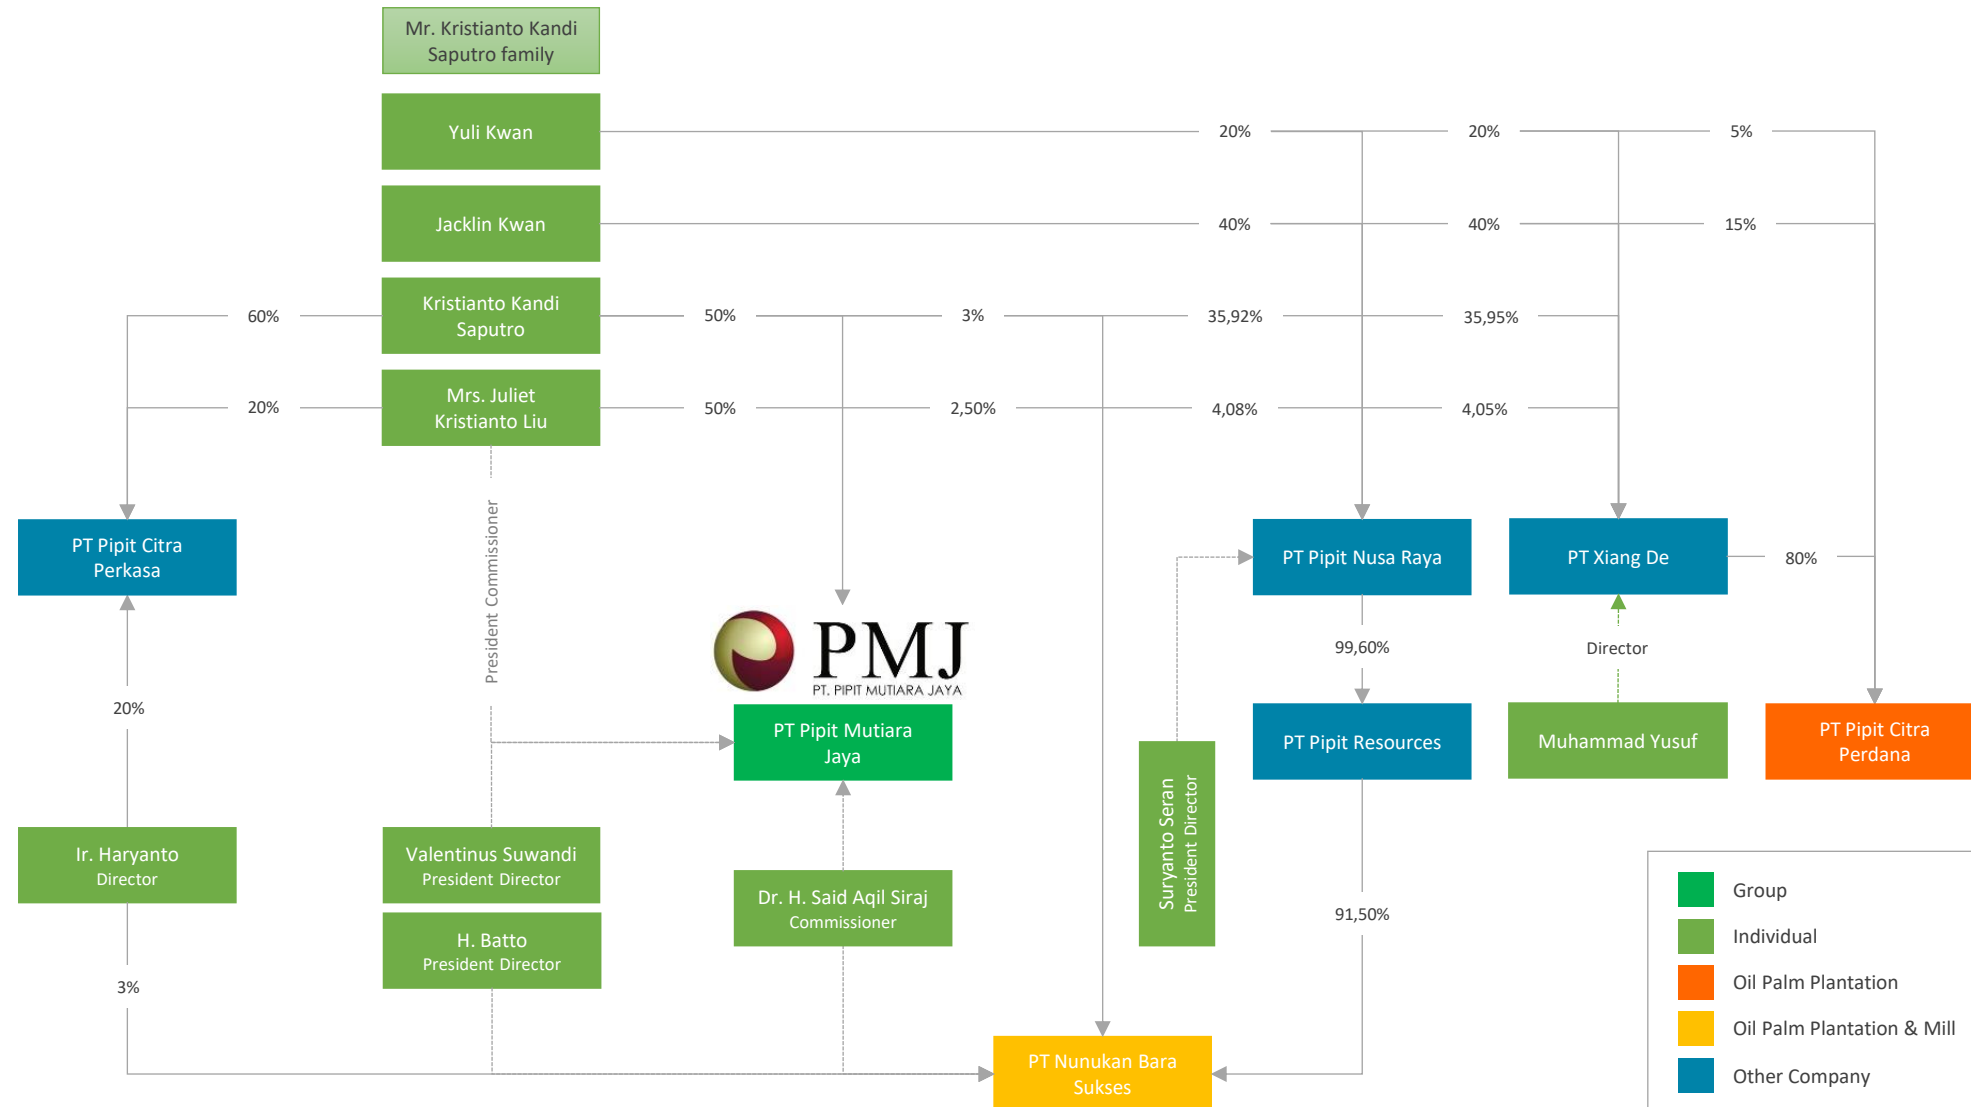 Mr. Kristianto Kandi
Saputro family
Yuli Kwan
20%
20%
5%
Jacklin Kwan
40%
40%
15%
60%
Kristianto Kandi
Saputro
50%
3%
35,92%
35,95%
20%
Mrs. Juliet
Kristianto Liu
50%
2,50%
4,08%
4,05%
President Commissioner
PT Pipit Citra
Perkasa
PT Pipit Nusa Raya
PT Xiang De
80%
PMJ
PT. PIPIT MUTIARA JAYA
99,60%
Director
20%
PT Pipit Mutiara
Jaya
PT Pipit Resources
Muhammad Yusuf
PT Pipit Citra
Perdana
Suryanto Seran
President Director
Ir. Haryanto
Director
Valentinus Suwandi
President Director
Dr. H. Said Aqil Siraj
Commissioner
H. Batto
President Director
91,50%
3%
PT Nunukan Bara
Sukses
Group
Individual
Oil Palm Plantation
Oil Palm Plantation & Mill
Other Company